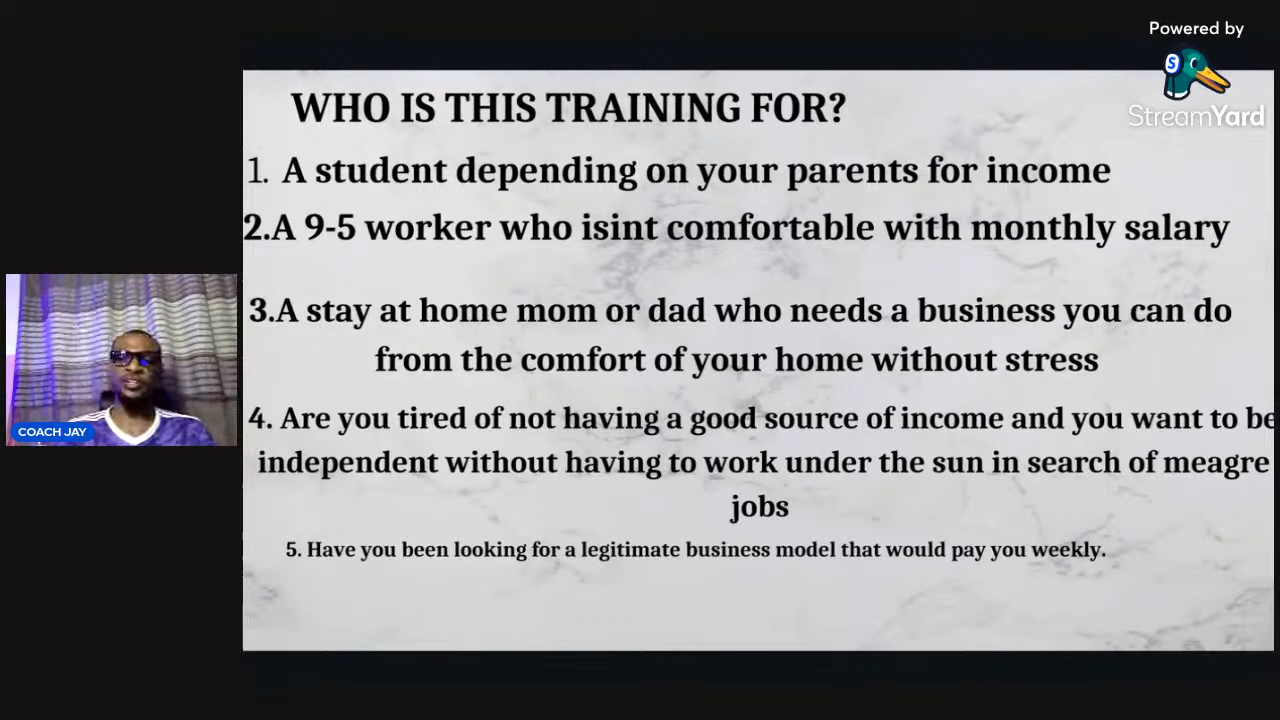 Powered by
StreamYard
WHO IS THIS TRAINING FOR?
1. A student depending on your parents for income
2.A 9-5 worker who isint comfortable with monthly salary
3.A stay at home mom or dad who needs a business you can do
from the comfort of your home without stress
4. Are you tired of not having a good source of income and you want to be
independent without having to work under the sun in search of meagre
jobs
5. Have you been looking for a legitimate business model that would pay you weekly.
COACH JAY